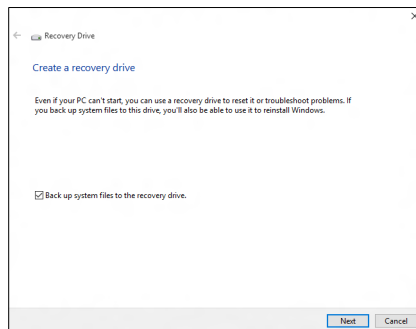 Recovery Drive
Create a recovery drive
Even if your PC can't start, you can use a recovery drive to reset it or troubleshoot problems. If
you back up system files to this drive, you'll also be able to use it to reinstall Windows.
Back up system files to the recovery drive.
Next Cancel